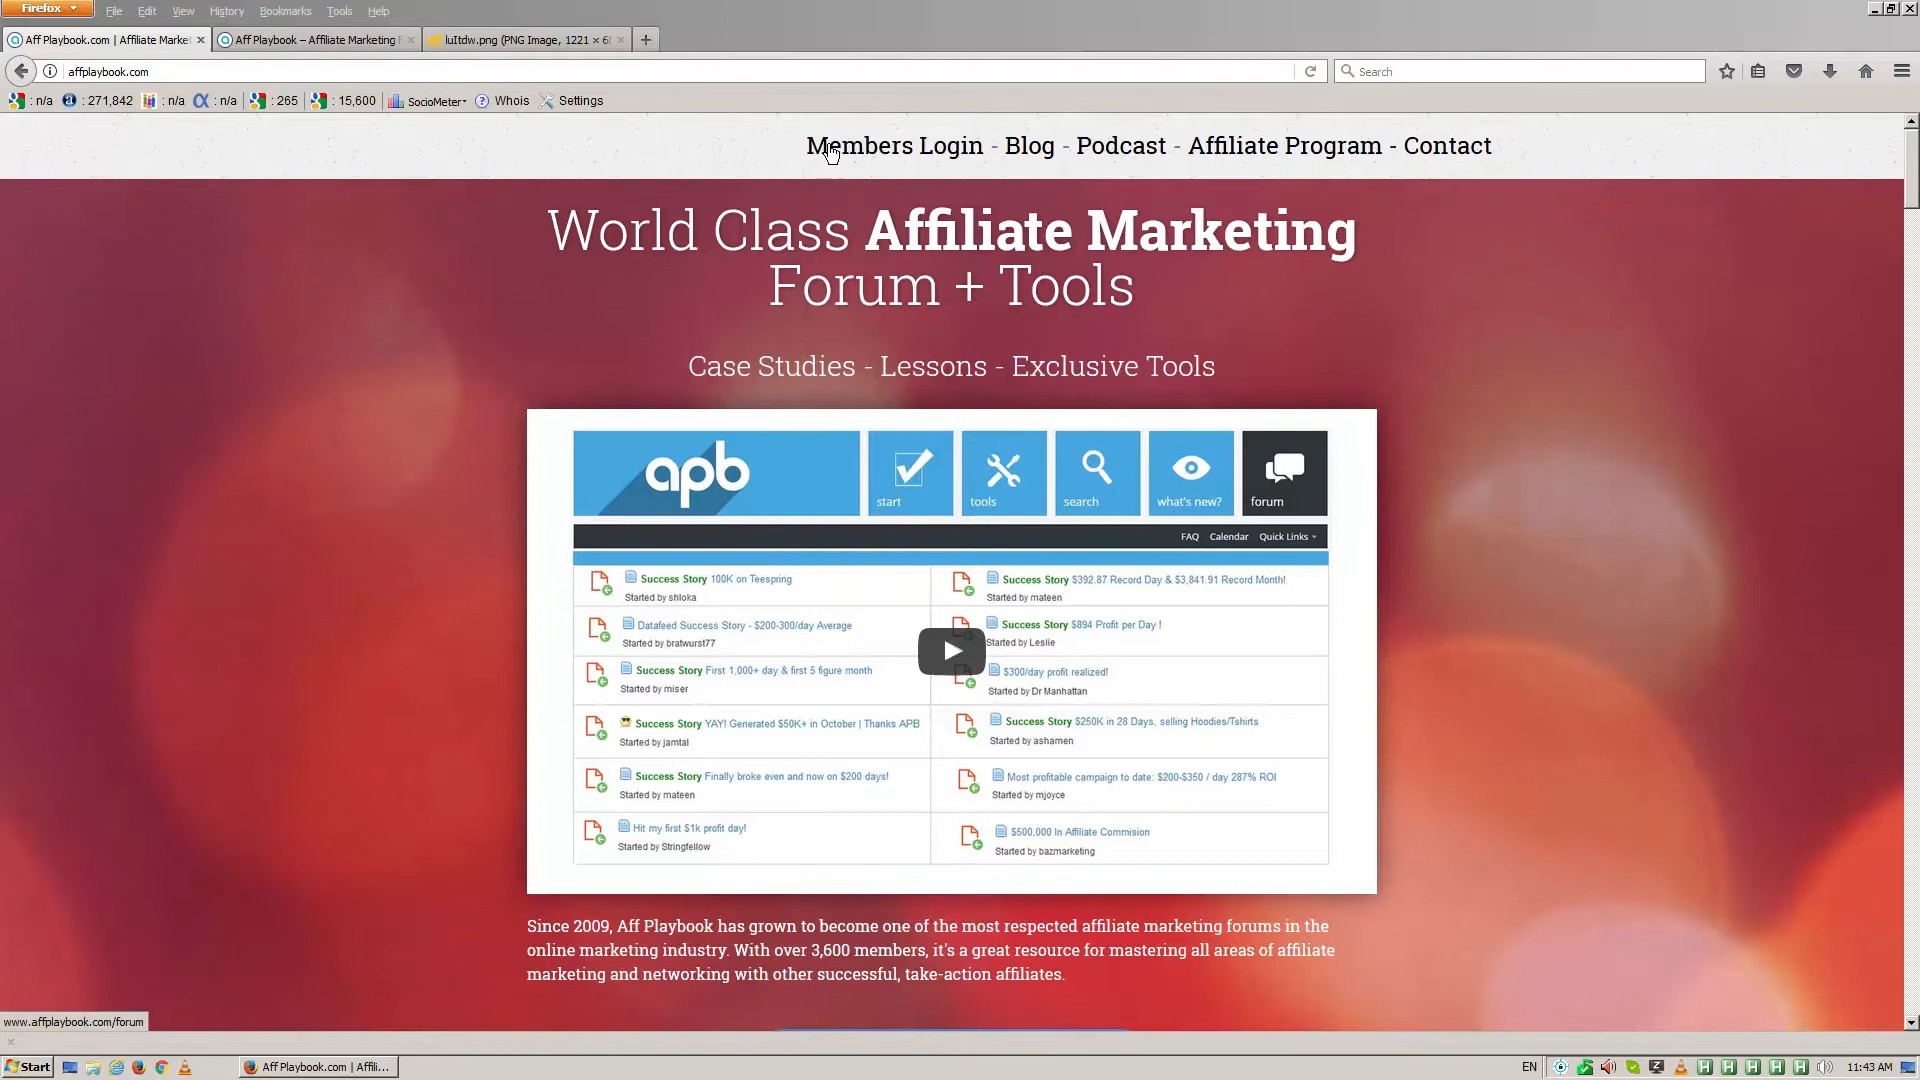 Firefox
File Edit View History Bookmarks Tools Help
Aff Playbook.com | Affiliate Market
Aff Playbook – Affiliate Marketing F
luItdw.png (PNG Image, 1221 × 6
affplaybook.com
Search
: n/a : 271,842 : n/a : n/a : 265 : 15,600 SocioMeter Whois Settings
Members Login - Blog - Podcast - Affiliate Program - Contact
World Class Affiliate Marketing
Forum + Tools
Case Studies - Lessons - Exclusive Tools
apb
start
tools
search
what's new?
forum
FAQ Calendar Quick Links
Success Story 100K on Teespring
Started by shloka
Success Story $392.87 Record Day & $3,841.91 Record Month!
Started by mateen
Datafeed Success Story - $200-300/day Average
Started by bratwurst77
Success Story $894 Profit per Day !
Started by Leslie
Success Story First 1,000+ day & first 5 figure month
Started by miser
$300/day profit realized!
Started by Dr Manhattan
Success Story YAY! Generated $50K+ in October | Thanks APB
Started by jamtal
Success Story $250K in 28 Days, selling Hoodies/Tshirts
Started by ashamen
Success Story Finally broke even and now on $200 days!
Started by mateen
Most profitable campaign to date: $200-$350 / day 287% ROI
Started by mjoyce
Hit my first $1k profit day!
Started by Stringfellow
$500,000 In Affiliate Commision
Started by bazmarketing
Since 2009, Aff Playbook has grown to become one of the most respected affiliate marketing forums in the
online marketing industry. With over 3,600 members, it's a great resource for mastering all areas of affiliate
marketing and networking with other successful, take-action affiliates.
www.affplaybook.com/forum
Start
Aff Playbook.com | Affili...
EN
11:43 AM